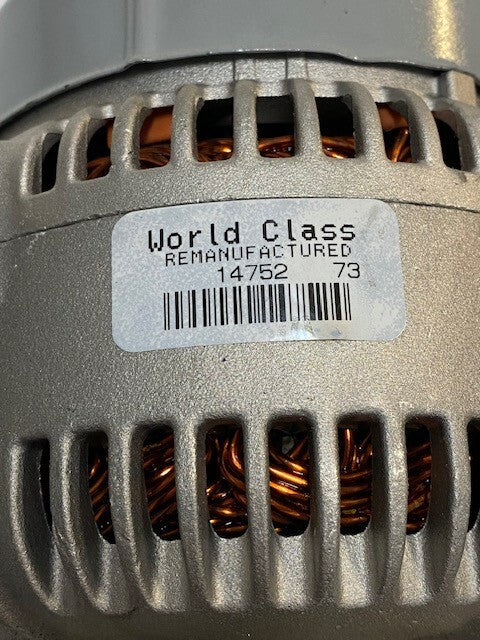 World Class
REMANUFACTURED
14752 73